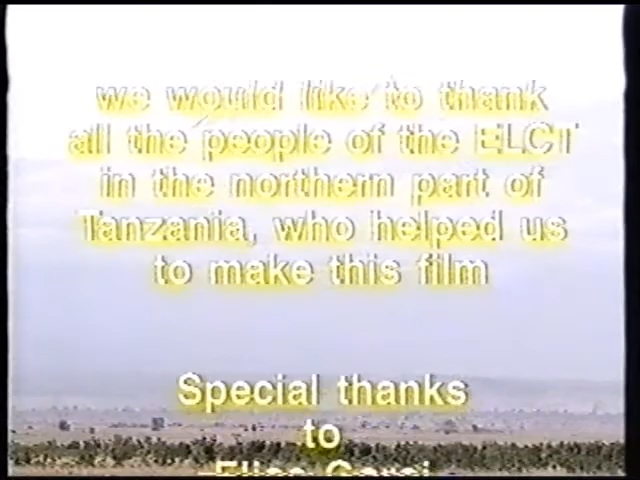 we would like to thank
all the people of the ELCT
in the northern part of
Tanzania, who helped us
to make this film
Special thanks
to